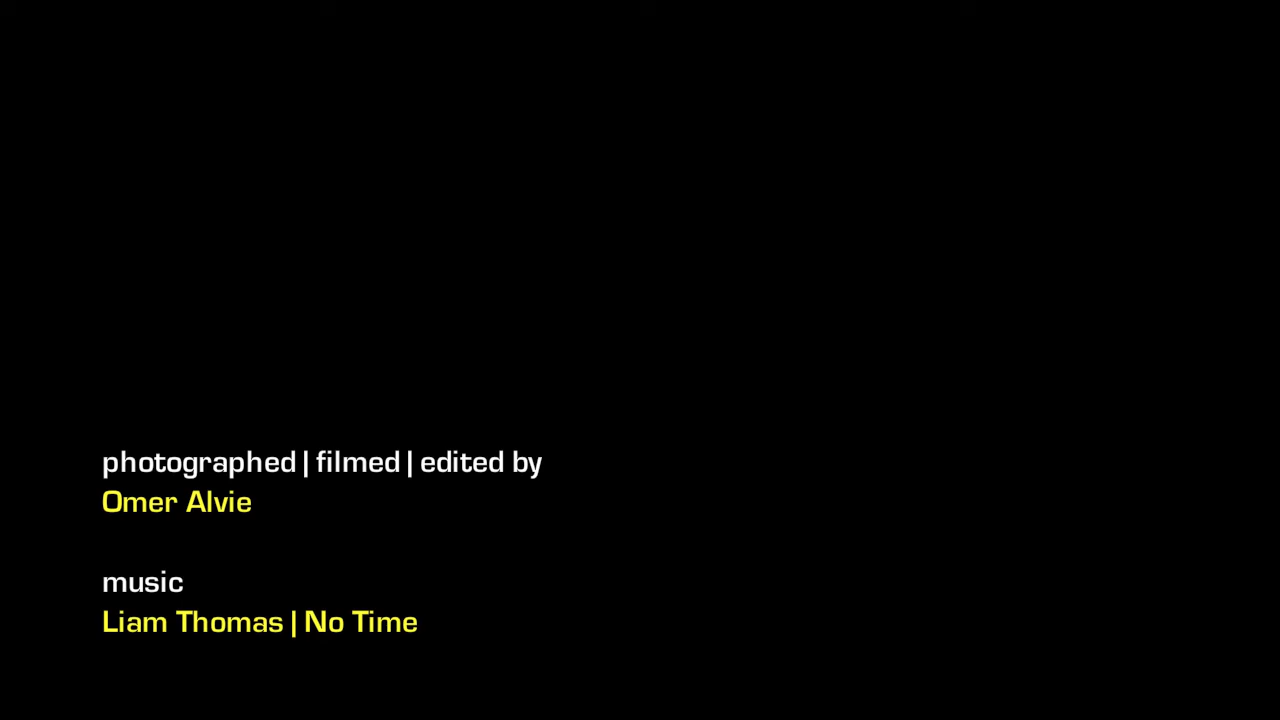 photographed | filmed | edited by
Omer Alvie
music
Liam Thomas | No Time